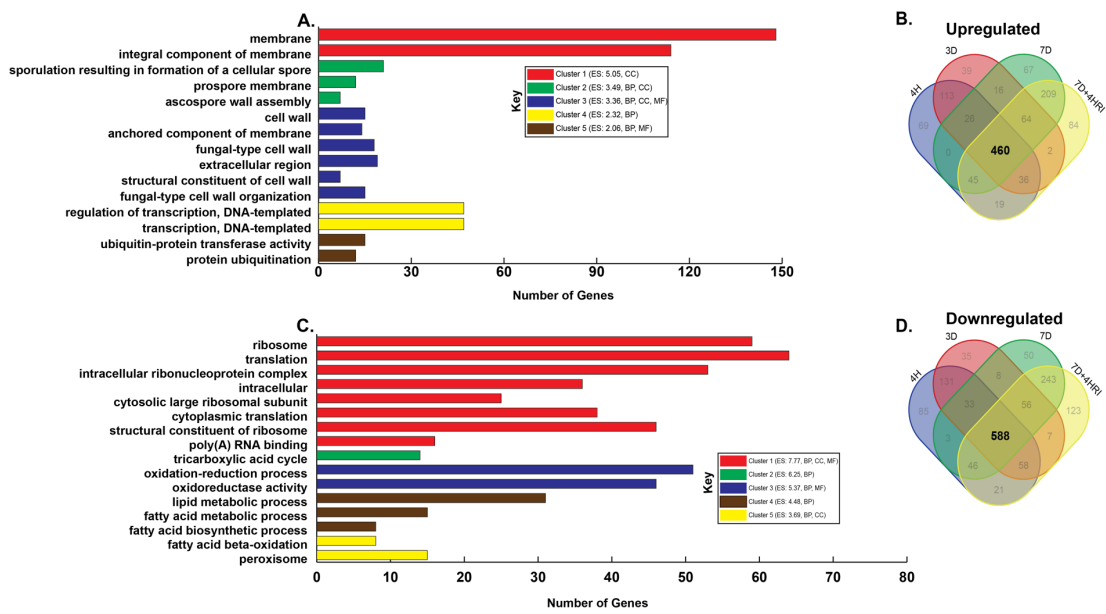 A.
membrane
integral component of membrane
sporulation resulting in formation of a cellular spore
prospore membrane
ascospore wall assembly
cell wall
anchored component of membrane
fungal-type cell wall
extracellular region
structural constituent of cell wall
fungal-type cell wall organization
regulation of transcription, DNA-templated
transcription, DNA-templated
ubiquitin-protein transferase activity
protein ubiquitination
0 30 60 90 120 150
Number of Genes
Key
Cluster 1 (ES: 5.05, CC)
Cluster 2 (ES: 3.49, BP, CC)
Cluster 3 (ES: 3.36, BP, CC, MF)
Cluster 4 (ES: 2.32, BP)
Cluster 5 (ES: 2.06, BP, MF)
B.
Upregulated
3D 7D
4H 7D+4HRI
39 67
113 16 209
69 26 64 84
460
0 2
45 36
19
C.
ribosome
translation
intracellular ribonucleoprotein complex
intracellular
cytosolic large ribosomal subunit
cytoplasmic translation
structural constituent of ribosome
poly(A) RNA binding
tricarboxylic acid cycle
oxidation-reduction process
oxidoreductase activity
lipid metabolic process
fatty acid metabolic process
fatty acid biosynthetic process
fatty acid beta-oxidation
peroxisome
0 10 20 30 40 50 60 70 80
Number of Genes
Key
Cluster 1 (ES: 7.77, BP, CC, MF)
Cluster 2 (ES: 6.25, BP)
Cluster 3 (ES: 5.37, BP, MF)
Cluster 4 (ES: 4.48, BP)
Cluster 5 (ES: 3.69, BP, CC)
D.
Downregulated
3D 7D
4H 7D+4HRI
35 50
131 243
85 33 56 123
588
3 7
46 58
21